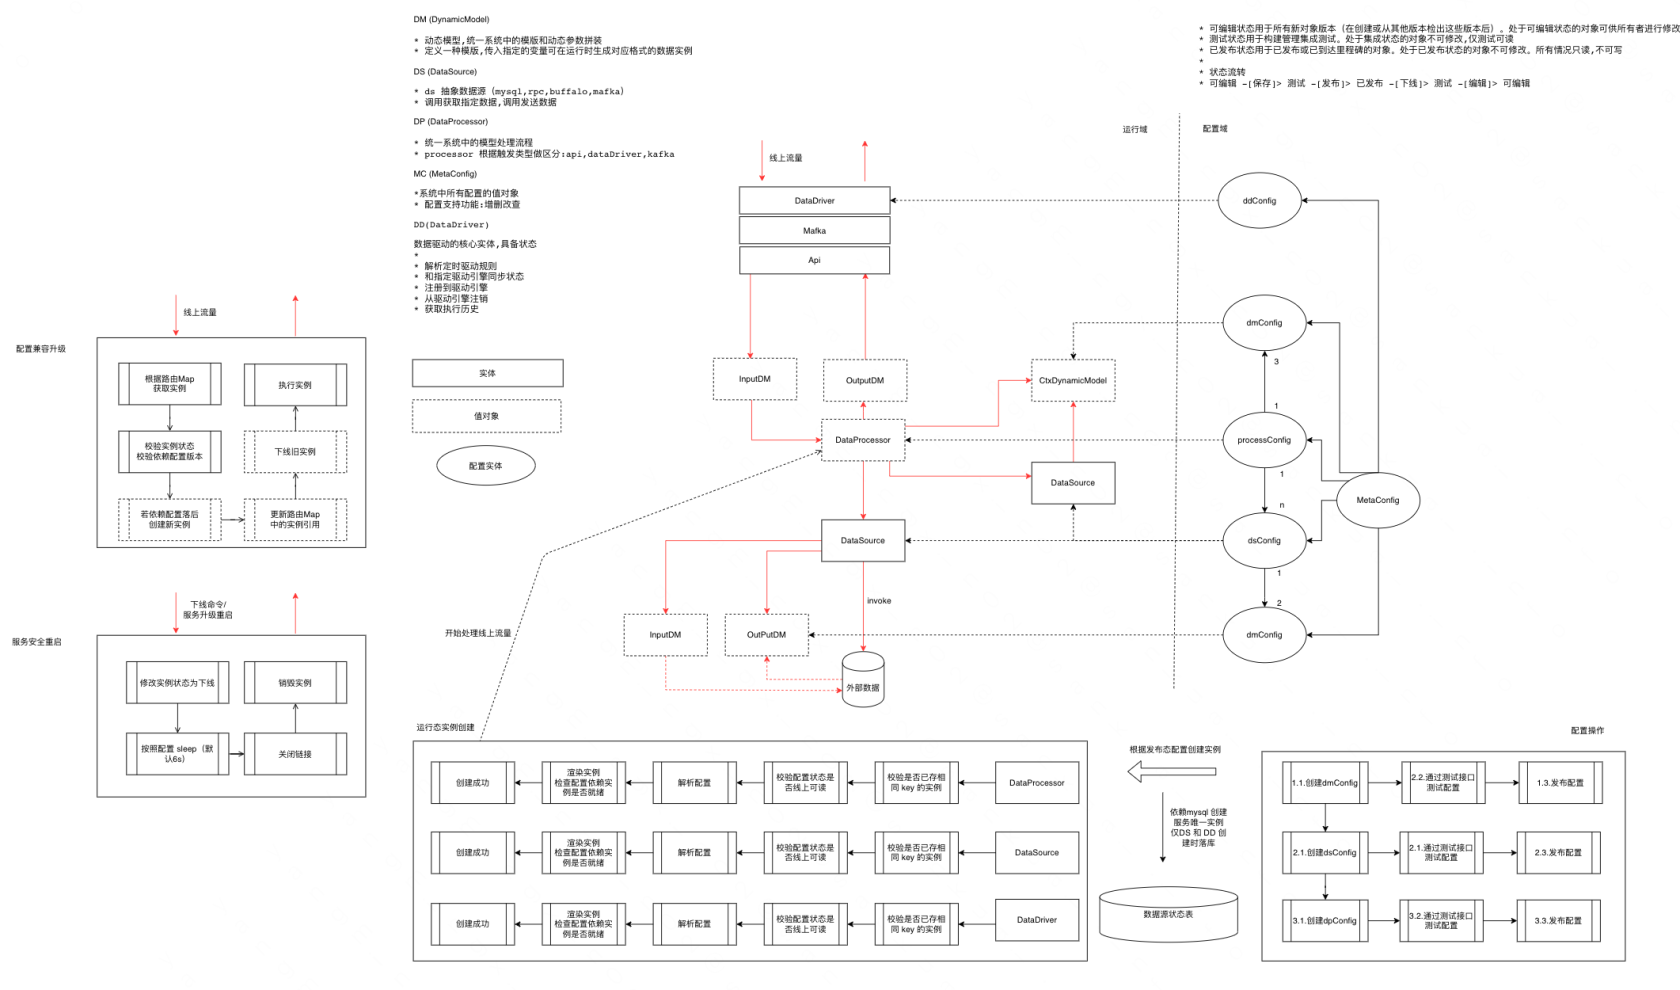 DM (DynamicModel)
* 动态模型,统一系统中的模版和动态参数拼装
* 定义一种模版,传入指定的变量可在运行时生成对应格式的数据实例
DS (DataSource)
* ds 抽象数据源 (mysql,rpc,buffalo,mafka)
* 调用获取指定数据,调用发送数据
DP (DataProcessor)
* 统一系统中的模型处理流程
* processor 根据触发类型做区分:api,dataDriver,kafka
MC (MetaConfig)
*系统中所有配置的值对象
* 配置支持功能:增删改查
DD(DataDriver)
数据驱动的核心实体,具备状态
*
* 解析定时驱动规则
* 和指定驱动引擎同步状态
* 注册到驱动引擎
* 从驱动引擎注销
* 获取执行历史
* 可编辑状态用于所有新对象版本（在创建或从其他版本检出这些版本后）。处于可编辑状态的对象可供所有者进行修改
* 测试状态用于构建管理集成测试。处于集成状态的对象不可修改,仅测试可读
* 已发布状态用于已发布或已到达里程碑的对象。处于已发布状态的对象不可修改。所有情况只读,不可写
*
* 状态流转
* 可编辑 -[保存]> 测试 -[发布]> 已发布 -[下线]> 测试 -[编辑]> 可编辑
运行域
配置域
线上流量
DataDriver
Mafka
Api
ddConfig
InputDM
OutputDM
CtxDynamicModel
dmConfig
3
1
DataProcessor
processConfig
1
n
DataSource
MetaConfig
DataSource
dsConfig
1
2
invoke
InputDM
OutPutDM
dmConfig
外部数据
实体
值对象
配置实体
线上流量
配置兼容升级
根据路由Map
获取实例
执行实例
校验实例状态
校验依赖配置版本
下线旧实例
若依赖配置落后
创建新实例
更新路由Map
中的实例引用
下线命令/
服务升级重启
服务安全重启
修改实例状态为下线
销毁实例
按照配置 sleep（默
认6s）
关闭链接
开始处理线上流量
运行态实例创建
创建成功
渲染实例
检查配置依赖实
例是否就绪
解析配置
校验配置状态是
否线上可读
校验是否已存相
同 key 的实例
DataProcessor
创建成功
渲染实例
检查配置依赖实
例是否就绪
解析配置
校验配置状态是
否线上可读
校验是否已存相
同 key 的实例
DataSource
创建成功
渲染实例
检查配置依赖实
例是否就绪
解析配置
校验配置状态是
否线上可读
校验是否已存相
同 key 的实例
DataDriver
根据发布态配置创建实例
依赖mysql 创建
服务唯一实例
仅DS 和 DD 创
建时落库
数据源状态表
配置操作
1.1.创建dmConfig
2.2.通过测试接口
测试配置
1.3.发布配置
2.1.创建dsConfig
2.1.通过测试接口
测试配置
2.3.发布配置
3.1.创建dpConfig
3.2.通过测试接口
测试配置
3.3.发布配置